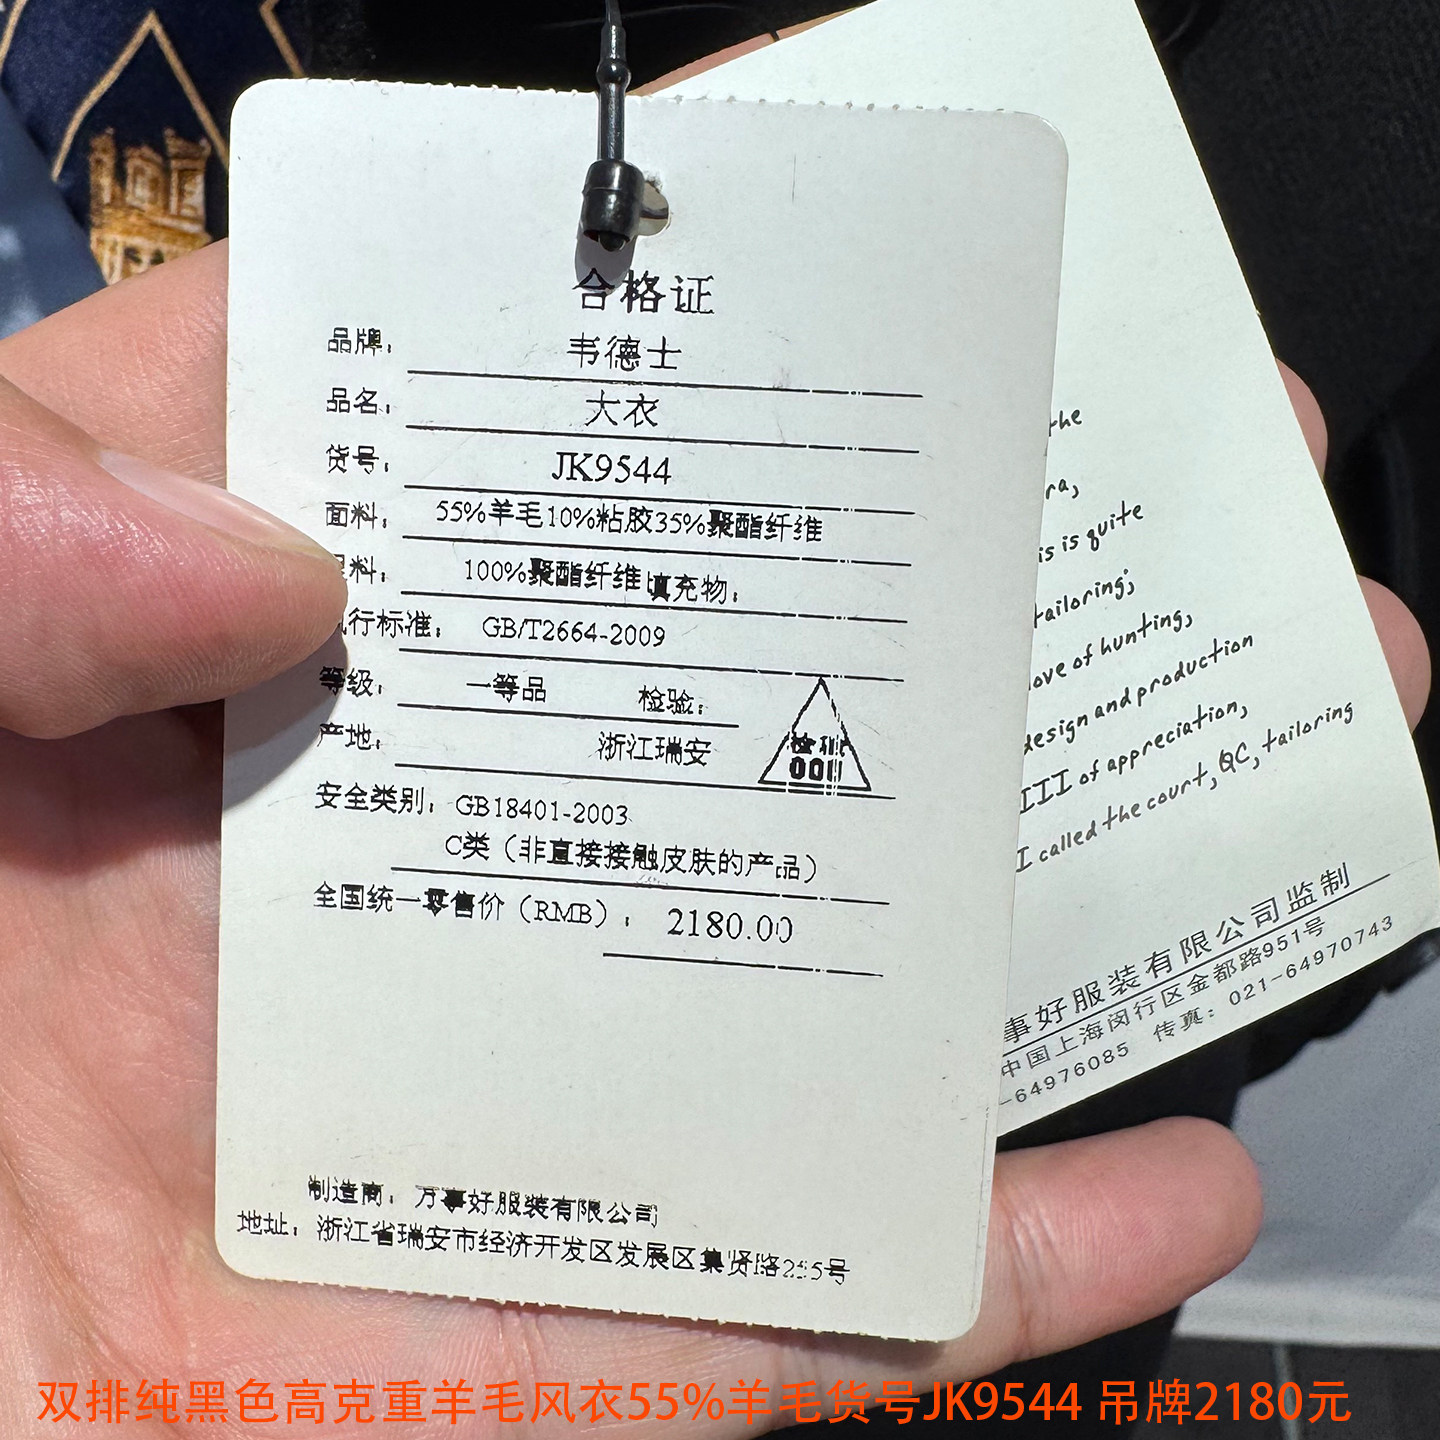 合格证
品牌： 韦德士
品名： 大衣
货号： JK9544
面料： 55%羊毛10%粘胶35%聚酯纤维
里料： 100%聚酯纤维填充物：
执行标准： GB/T2664-2009
等级： 一等品 检验：
检验
产地： 浙江瑞安
安全类别：GB18401-2003
C类（非直接接触皮肤的产品）
全国统一零售价（RMB）： 2180.00
制造商：万事好服装有限公司
地址：浙江省瑞安市经济开发区发展区集贤路号
the
ra,
is is quite
tailoring;
love of hunting,
design and production
III of appreciation,
I called the court, QC, tailoring
事好服装有限公司监制
中国上海闵行区金都路951号
-64976085 传真：021-64970743
双排纯黑色高克重羊毛风衣55%羊毛货号JK9544 吊牌2180元